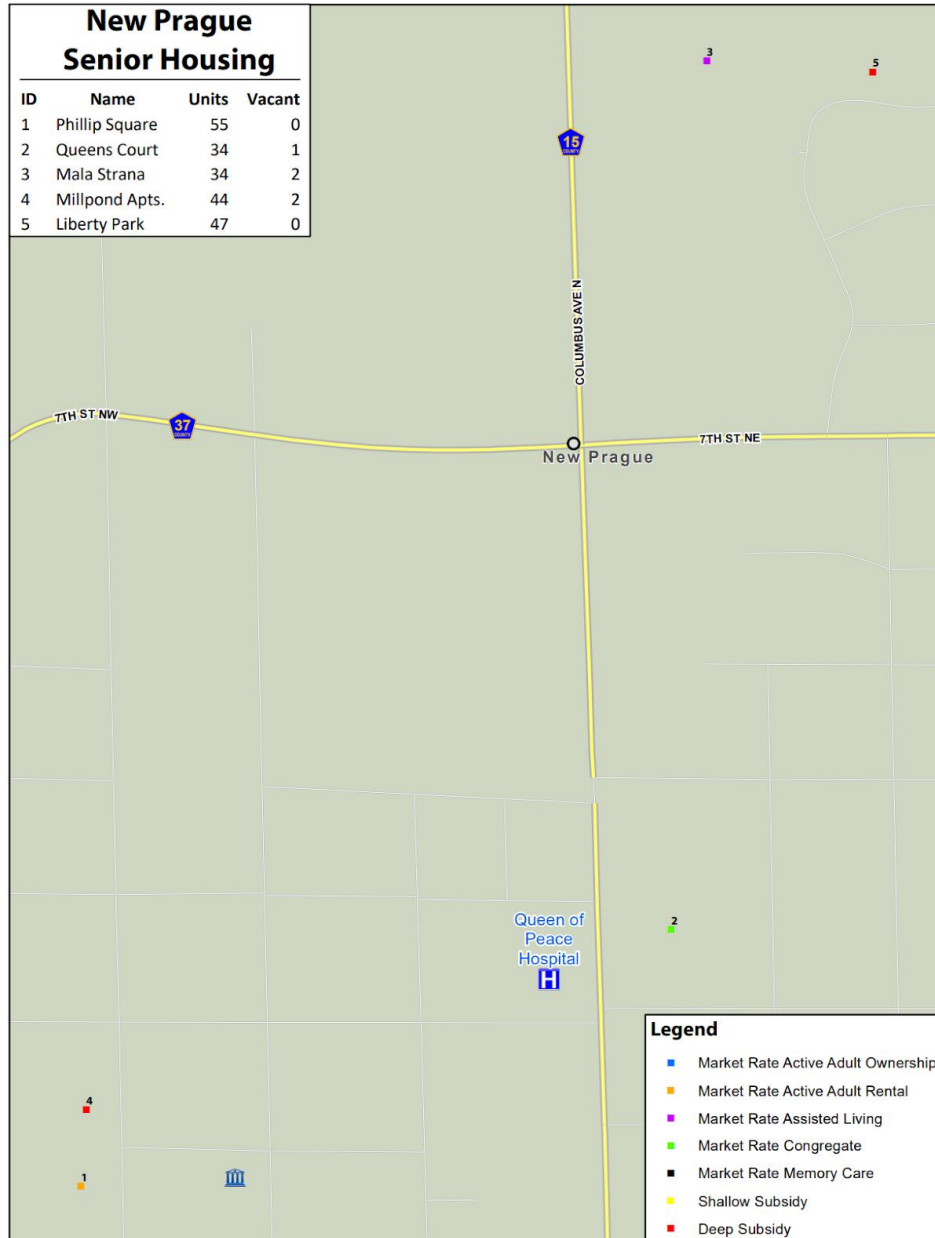 New Prague
Senior Housing
ID Name Units Vacant
1 Phillip Square 55 0
2 Queens Court 34 1
3 Mala Strana 34 2
4 Millpond Apts. 44 2
5 Liberty Park 47 0
3
5
15
COUNTY
COLUMBUS AVE N
7TH ST NW
37
COUNTY
7TH ST NE
New Prague
Queen of
Peace
Hospital
H
2
4
1
Legend
Market Rate Active Adult Ownership
Market Rate Active Adult Rental
Market Rate Assisted Living
Market Rate Congregate
Market Rate Memory Care
Shallow Subsidy
Deep Subsidy